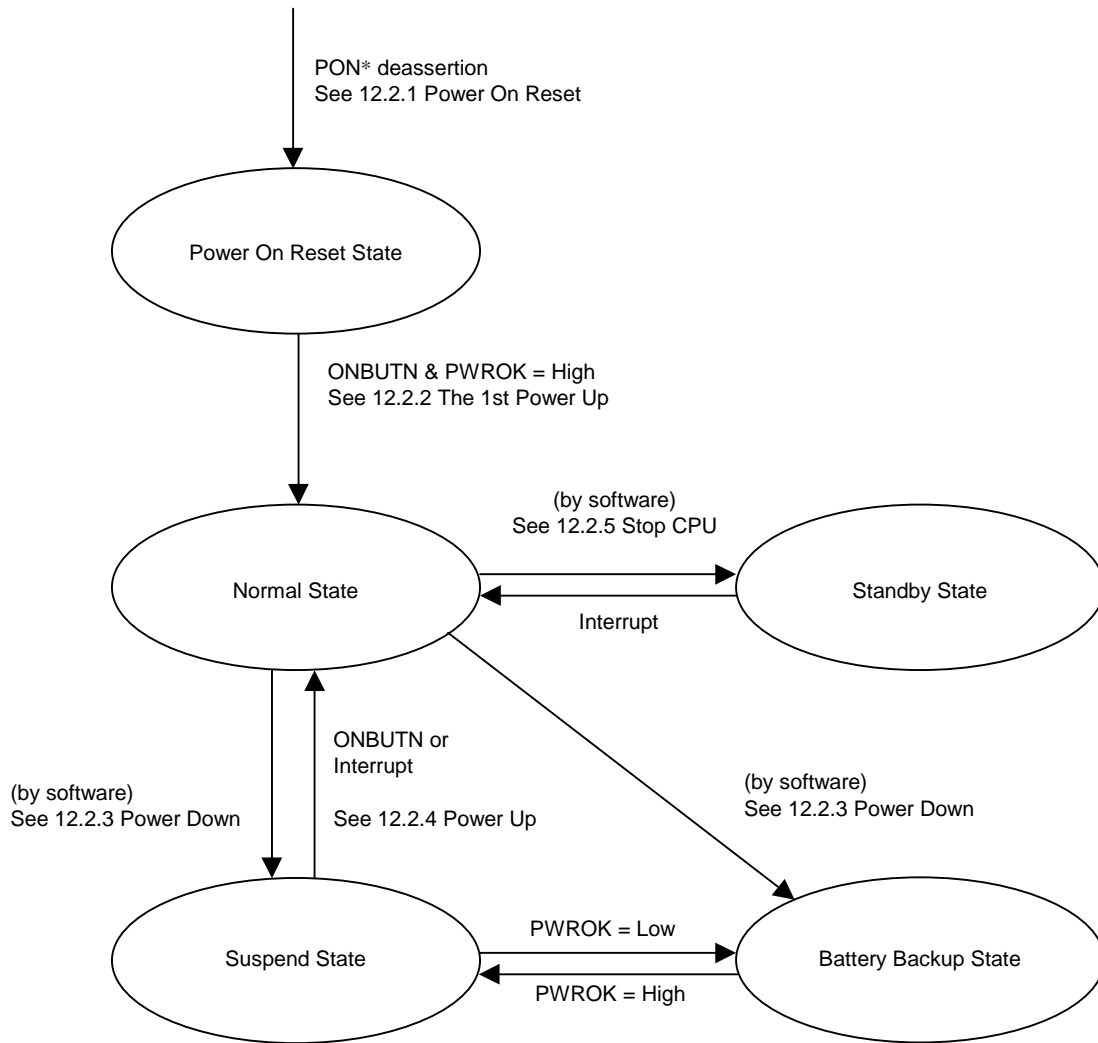 PON* deassertion
See 12.2.1 Power On Reset
Power On Reset State
ONBUTN & PWROK = High
See 12.2.2 The 1st Power Up
(by software)
See 12.2.5 Stop CPU
Normal State
Standby State
Interrupt
ONBUTN or
Interrupt
See 12.2.4 Power Up
(by software)
See 12.2.3 Power Down
(by software)
See 12.2.3 Power Down
PWROK = Low
Suspend State
Battery Backup State
PWROK = High